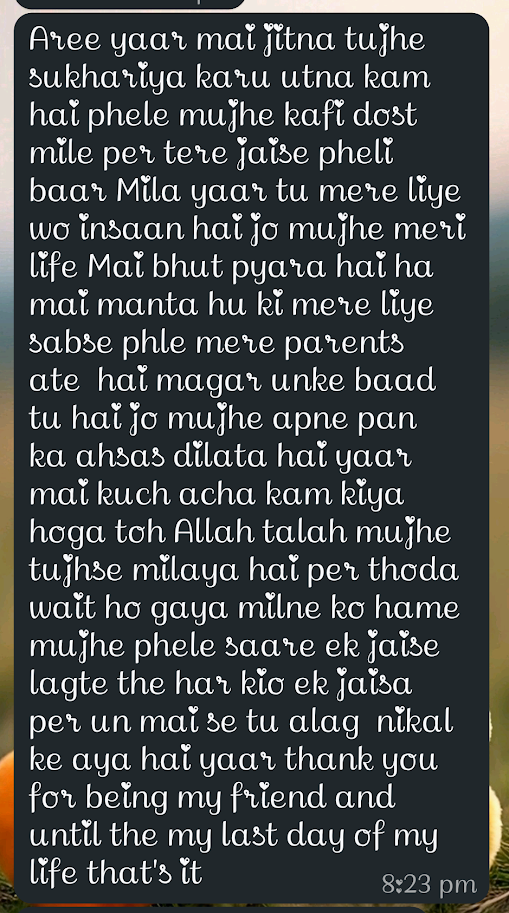 Aree yaar mai jitna tujhe
sukhariya karu utna kam
hai phele mujhe kafi dost
mile per tere jaise pheli
baar Mila yaar tu mere liye
wo insaan hai jo mujhe meri
life Mai bhut pyara hai ha
mai manta hu ki mere liye
sabse phle mere parents
ate  hai magar unke baad
tu hai jo mujhe apne pan
ka ahsas dilata hai yaar
mai kuch acha kam kiya
hoga toh Allah talah mujhe
tujhse milaya hai per thoda
wait ho gaya milne ko hame
mujhe phele saare ek jaise
lagte the har kio ek jaisa
per un mai se tu alag  nikal
ke aya hai yaar thank you
for being my friend and
until the my last day of my
life that's it
8:23 pm